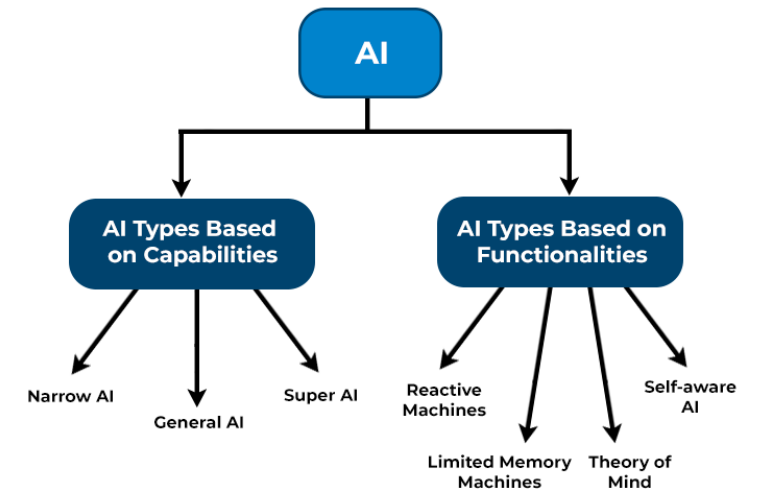 AI
AI Types Based
on Capabilities
AI Types Based on
Functionalities
Narrow AI
General AI
Super AI
Reactive
Machines
Limited Memory
Machines
Theory of
Mind
Self-aware
AI